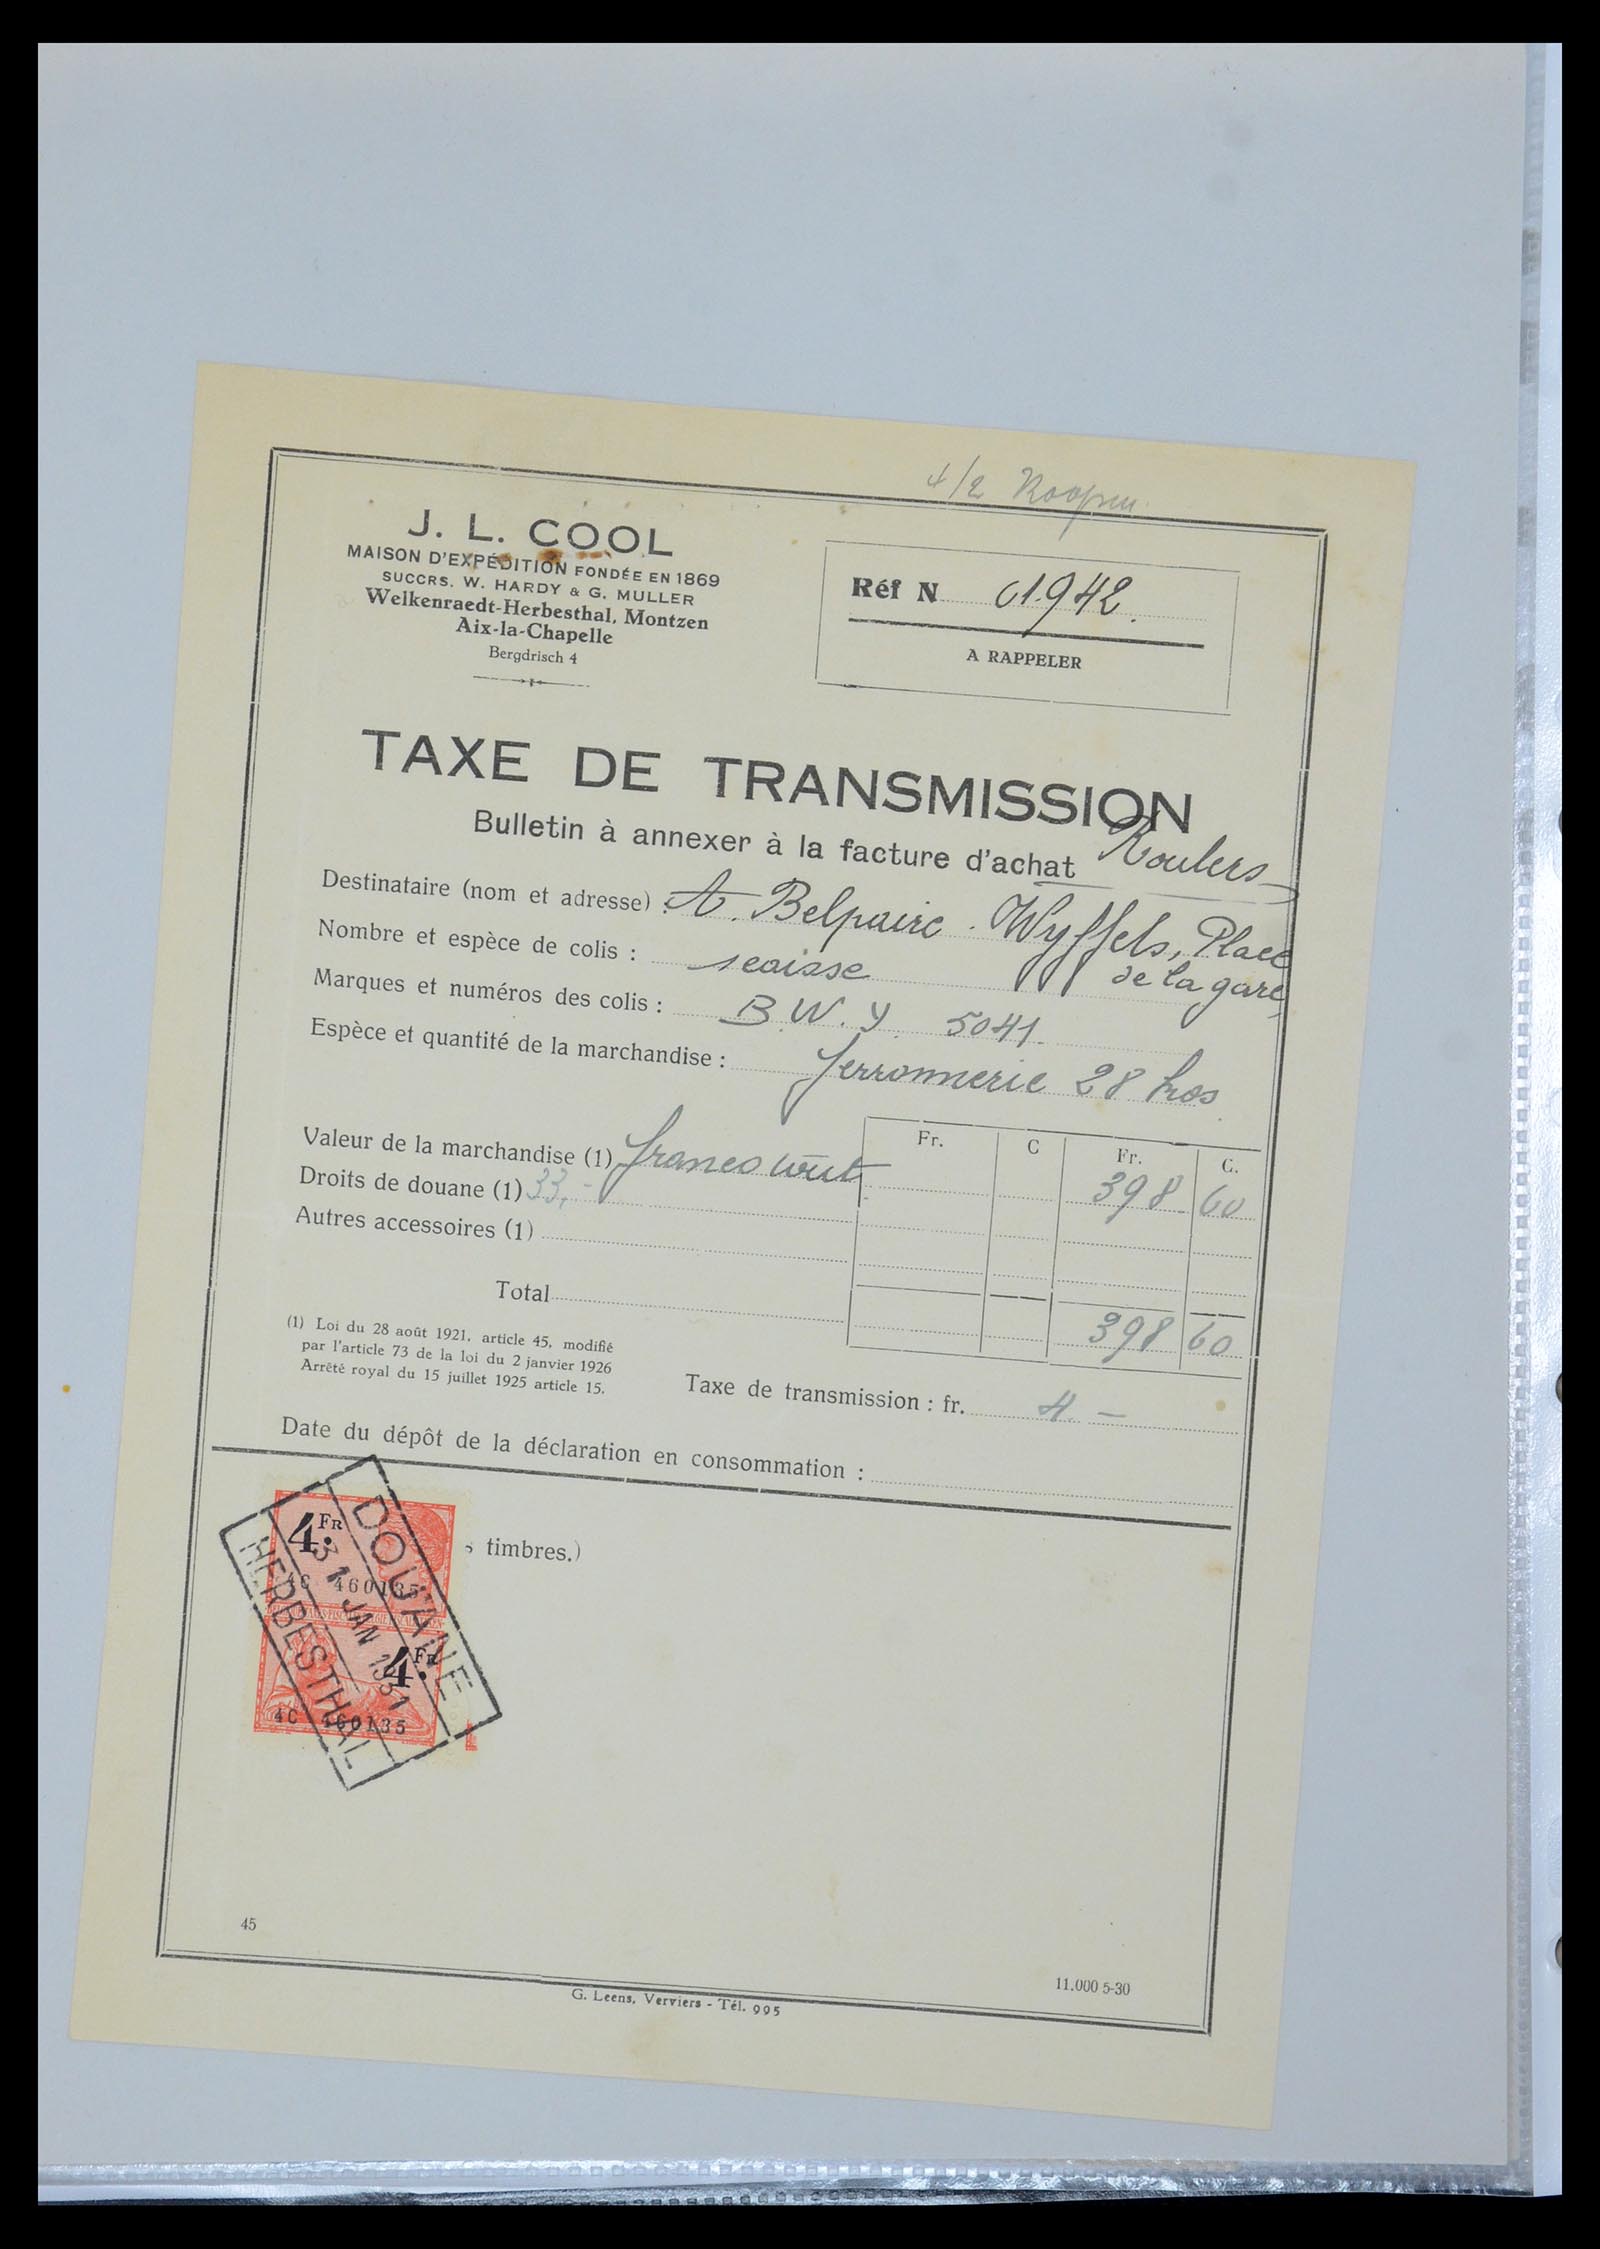 J. L. COOL
MAISON D'EXPÉDITION FONDÉE EN 1869
SUCCRS. W. HARDY & G. MULLER
Welkenraedt-Herbesthal, Montzen
Aix-la-Chapelle
Bergdrisch 4
Réf N 01942.
A RAPPELER
TAXE DE TRANSMISSION
Bulletin à annexer à la facture d'achat Roulers
Destinataire (nom et adresse) : A. Belpaire - Wyffels, Place
de la gare
Nombre et espèce de colis : 1 caisse
Marques et numéros des colis : B.W.Y. 5041.
Espèce et quantité de la marchandise : ferronnerie 28
Fr. C Fr. C.
Valeur de la marchandise (1) franco tout 398 60
Droits de douane (1) 33,-
Autres accessoires (1)
Total 398 60
(1) Loi du 28 août 1921, article 45, modifié
par l'article 73 de la loi du 2 janvier 1926
Arrêté royal du 15 juillet 1925 article 15.
Taxe de transmission : fr. 4 —
Date du dépôt de la déclaration en consommation :
timbres.)
4. FR
4C 460135
4. FR
4C 460135
DOUANE
31 JAN 1931
HERBESTHAL
45
11.000 5-30
G. Leens, Verviers - Tél. 995